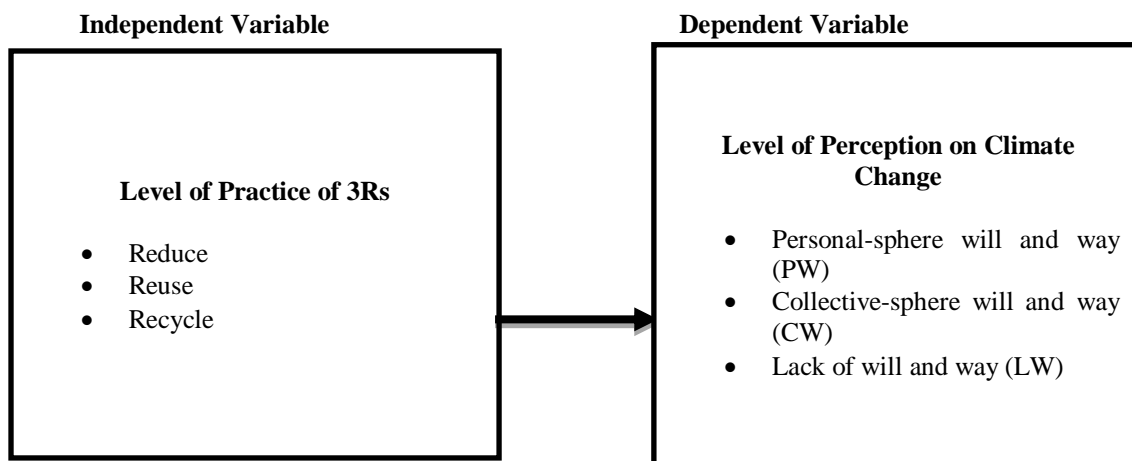 Independent Variable
Dependent Variable
Level of Practice of 3Rs
• Reduce
• Reuse
• Recycle
Level of Perception on Climate
Change
• Personal-sphere will and way
(PW)
• Collective-sphere will and way
(CW)
• Lack of will and way (LW)